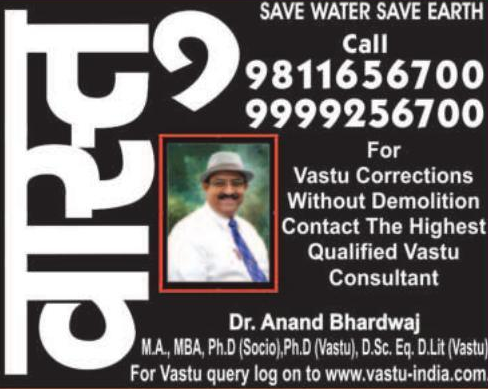 वास्तु
SAVE WATER SAVE EARTH
Call
9811656700
9999256700
For
Vastu Corrections
Without Demolition
Contact The Highest
Qualified Vastu
Consultant
Dr. Anand Bhardwaj
M.A., MBA, Ph.D (Socio),Ph.D (Vastu), D.Sc. Eq. D.Lit (Vastu)
For Vastu query log on to www.vastu-india.com